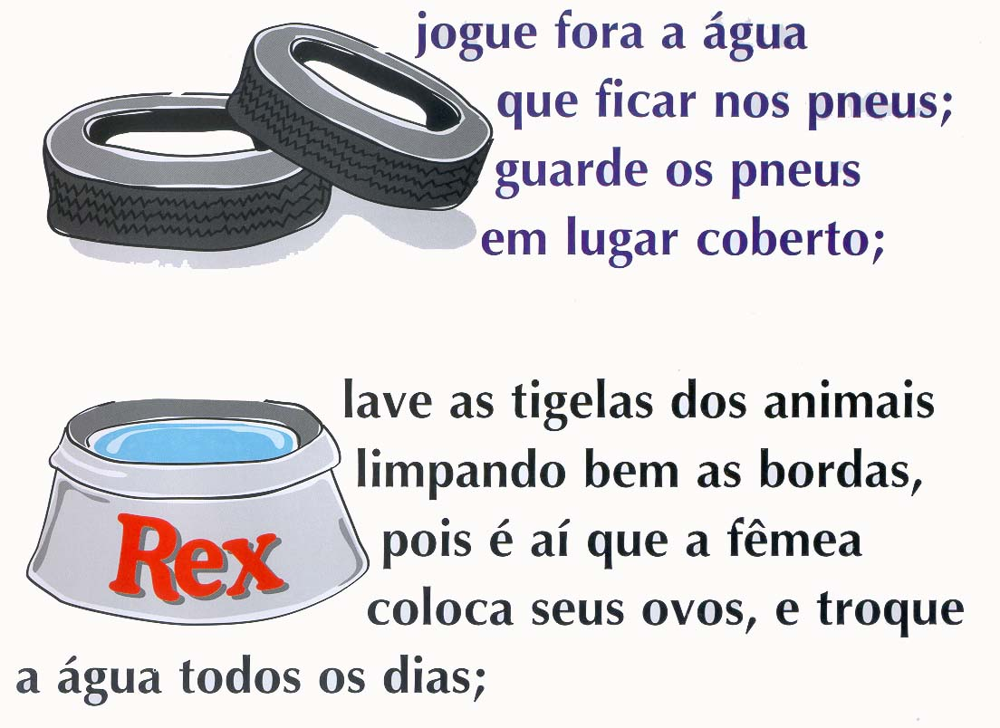 jogue fora a água
que ficar nos pneus;
guarde os pneus
em lugar coberto;
lave as tigelas dos animais
limpando bem as bordas,
pois é aí que a fêmea
coloca seus ovos, e troque
a água todos os dias;
Rex